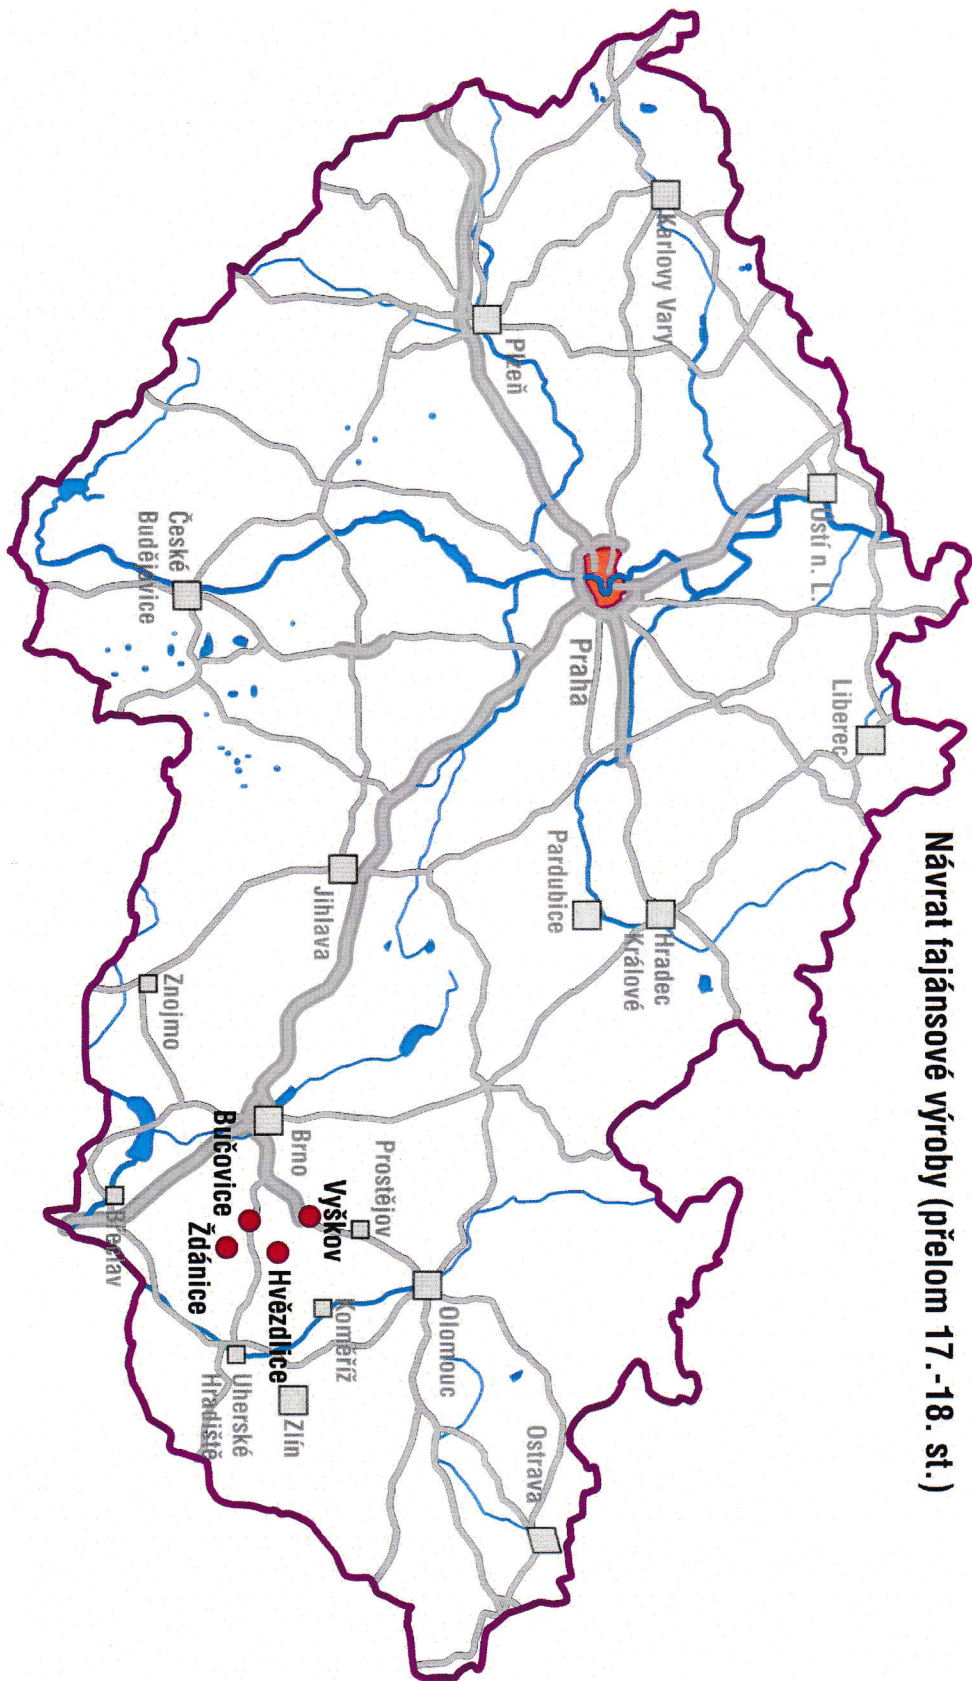 Návrat fajánsové výroby (přelom 17.-18. st.)
Karlovy Vary
Ústí n. L.
Liberec
Plzeň
Praha
Hradec
Králové
Pardubice
České
Budějovice
Jihlava
Znojmo
Brno
Prostějov
Olomouc
Ostrava
Vyškov
Bučovice
Hvězdlice
Ždánice
Koměříž
Zlín
Uherské
Hradiště
Břeclav